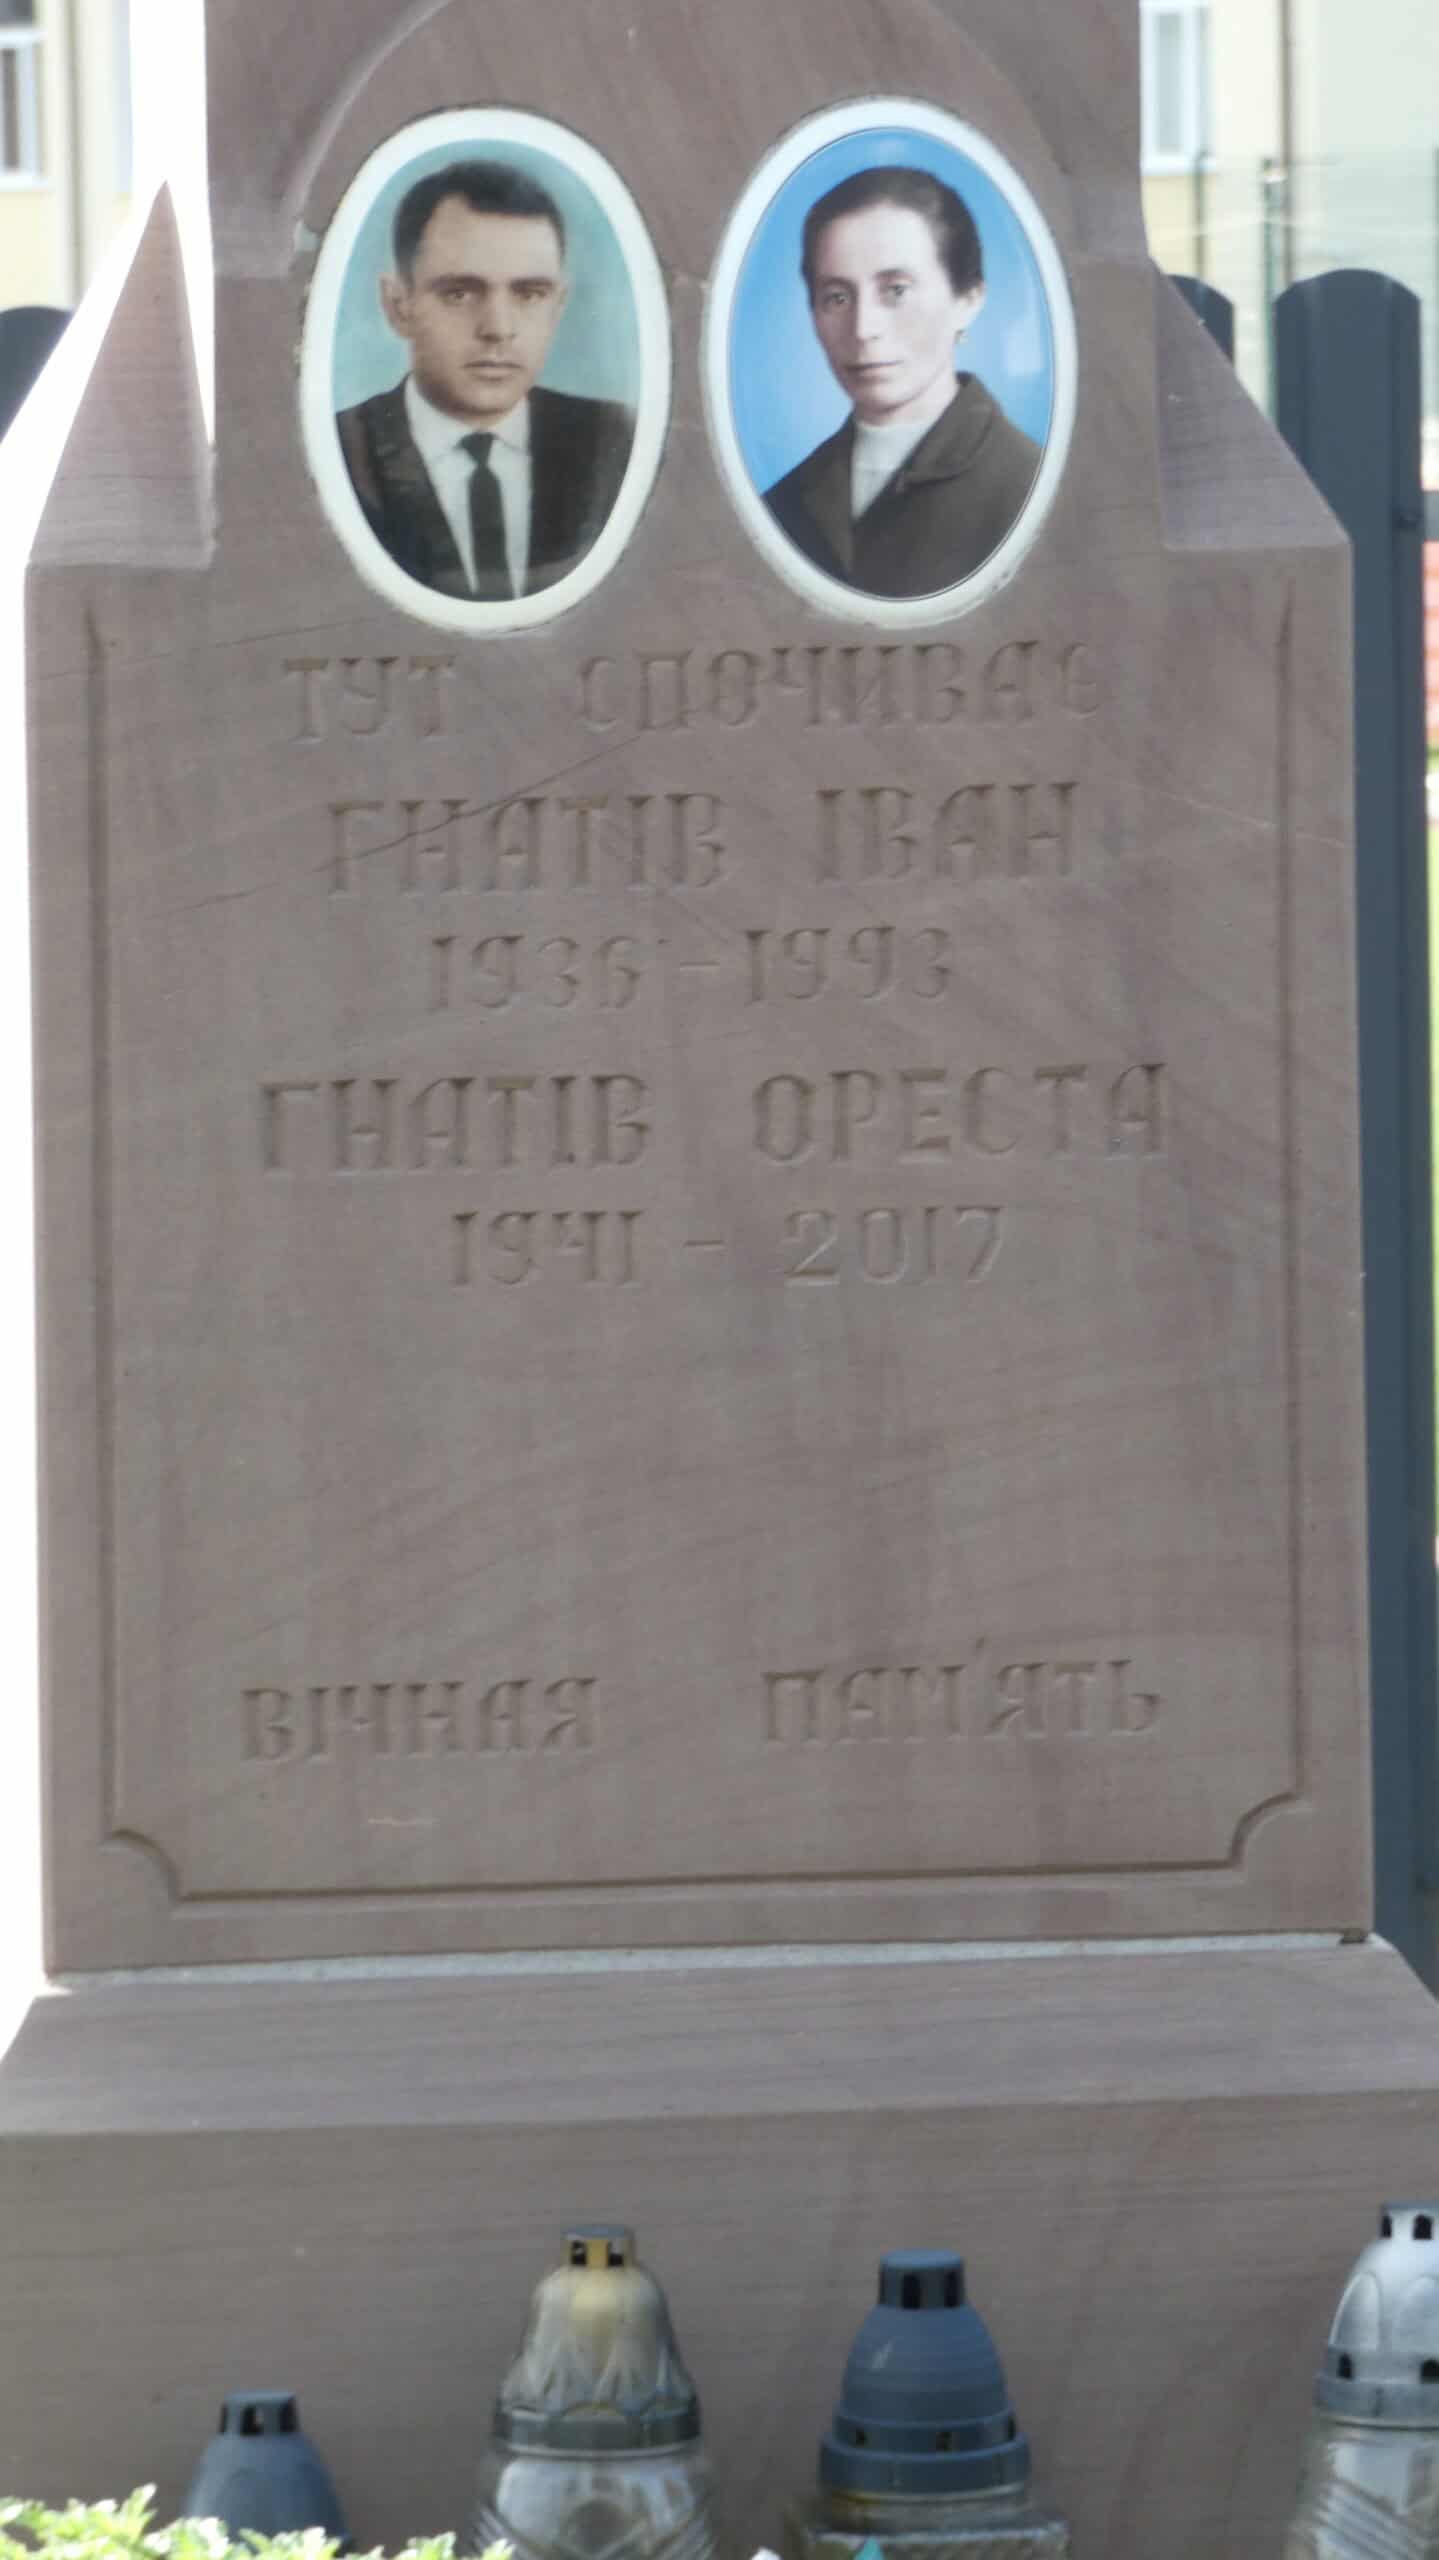 ТУТ СПОЧИВАЄ
ГНАТІВ ІВАН
1936-1993
ГНАТІВ ОРЕСТА
1941 - 2017
ВІЧНАЯ ПАМ'ЯТЬ